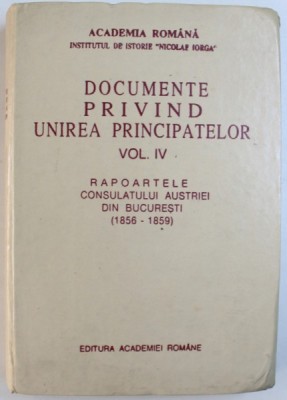 ACADEMIA ROMÂNĂ
INSTITUTUL DE ISTORIE "NICOLAE IORGA"
DOCUMENTE
PRIVIND
UNIREA PRINCIPATELOR
VOL. IV
RAPOARTELE
CONSULATULUI AUSTRIEI
DIN BUCUREȘTI
(1856 - 1859)
EDITURA ACADEMIEI ROMÂNE